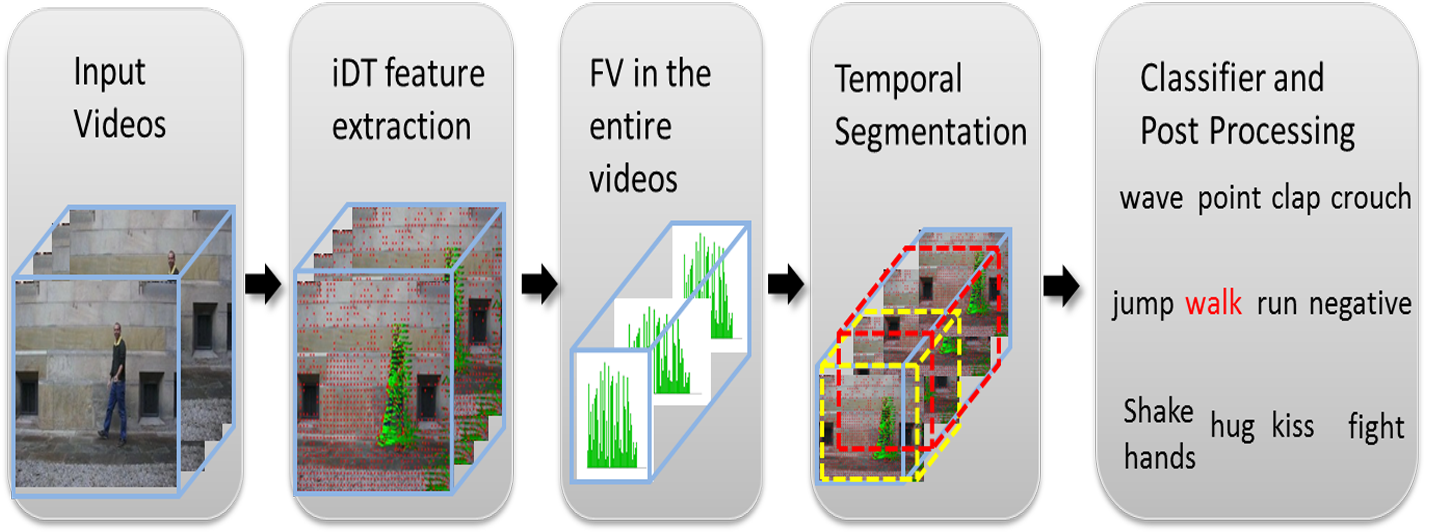 Input
Videos
iDT feature
extraction
FV in the
entire
videos
Temporal
Segmentation
Classifier and
Post Processing
wave point clap crouch
jump walk run negative
Shake
hands
hug kiss fight